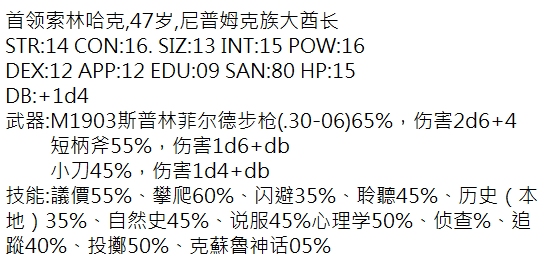 首领索林哈克,47岁,尼普姆克族大酋长
STR:14 CON:16. SIZ:13 INT:15 POW:16
DEX:12 APP:12 EDU:09 SAN:80 HP:15
DB:+1d4
武器:M1903斯普林菲尔德步枪(.30-06)65%，伤害2d6+4
短柄斧55%，伤害1d6+db
小刀45%，伤害1d4+db
技能:議價55%、攀爬60%、闪避35%、聆聽45%、历史（本
地）35%、自然史45%、说服45%心理学50%、侦查%、追
蹤40%、投擲50%、克蘇魯神话05%